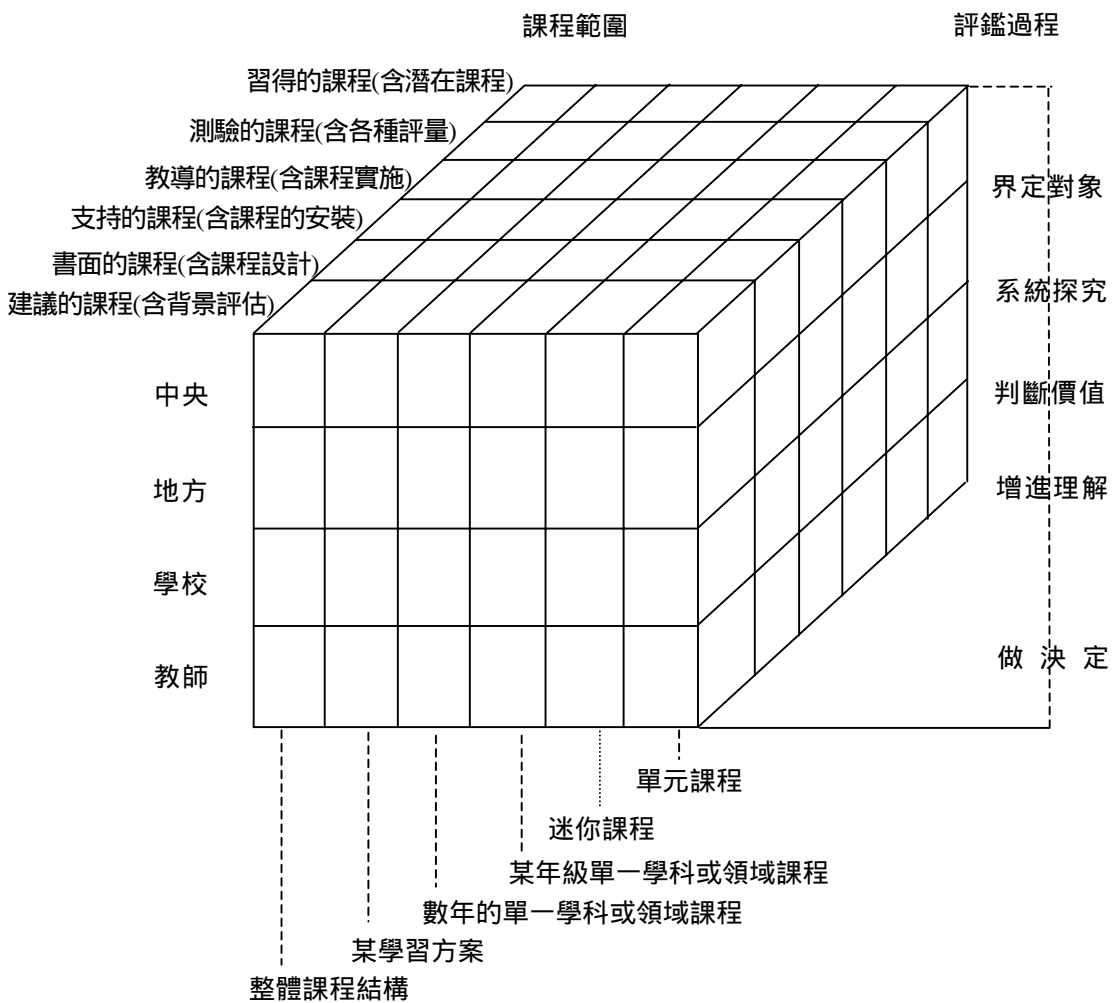 課程範圍
評鑑過程
習得的課程(含潛在課程)
測驗的課程(含各種評量)
教導的課程(含課程實施)
支持的課程(含課程的安裝)
書面的課程(含課程設計)
建議的課程(含背景評估)
中央
地方
學校
教師
界定對象
系統探究
判斷價值
增進理解
做 決 定
單元課程
迷你課程
某年級單一學科或領域課程
數年的單一學科或領域課程
某學習方案
整體課程結構